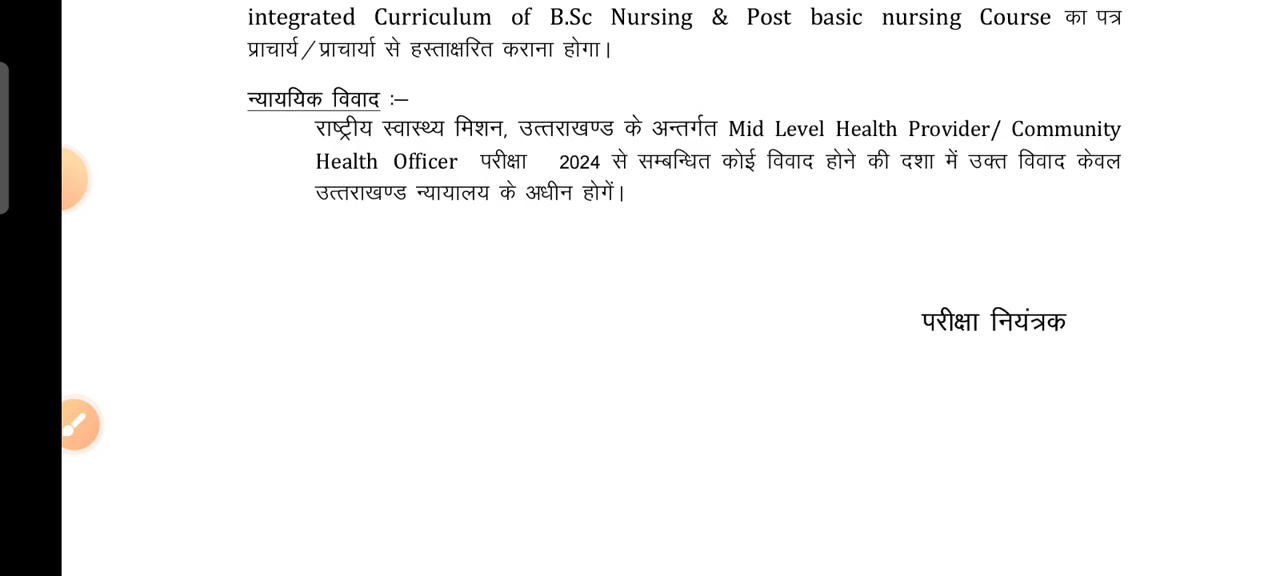 integrated Curriculum of B.Sc Nursing & Post basic nursing Course का पत्र
प्राचार्य/प्राचार्या से हस्ताक्षरित कराना होगा।
न्याययिक विवाद :–
राष्ट्रीय स्वास्थ्य मिशन, उत्तराखण्ड के अन्तर्गत Mid Level Health Provider/ Community
Health Officer परीक्षा 2024 से सम्बन्धित कोई विवाद होने की दशा में उक्त विवाद केवल
उत्तराखण्ड न्यायालय के अधीन होगें।
परीक्षा नियंत्रक